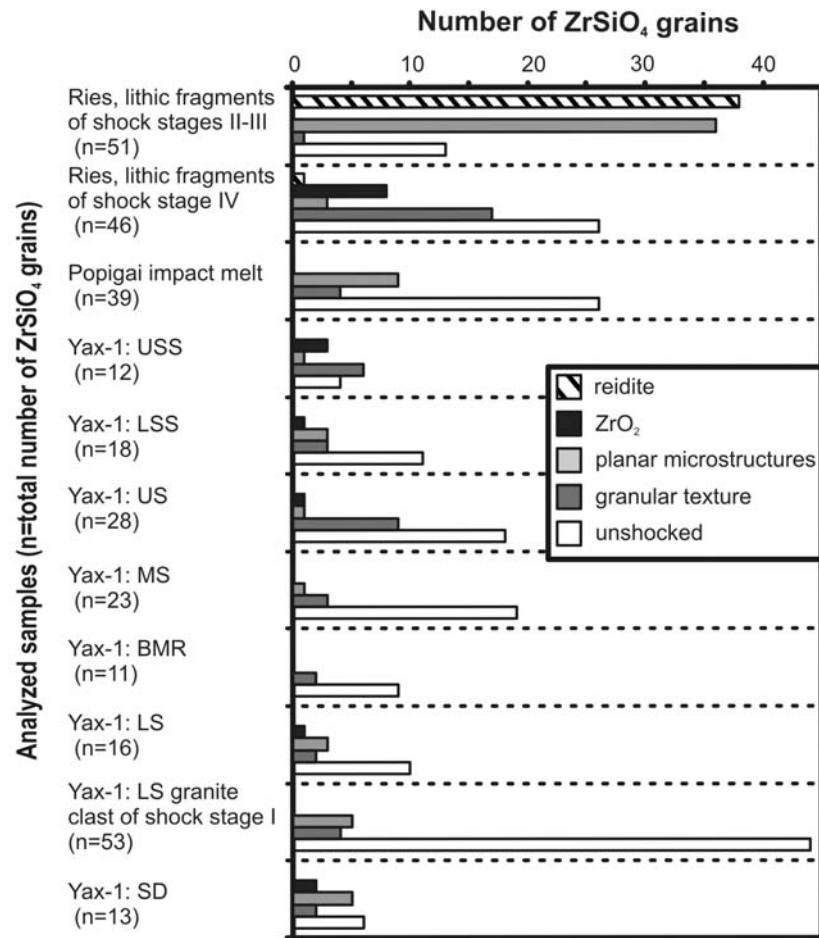 Number of ZrSiO₄ grains
0 10 20 30 40
Analyzed samples (n=total number of ZrSiO₄ grains)
Ries, lithic fragments
of shock stages II-III
(n=51)
Ries, lithic fragments
of shock stage IV
(n=46)
Popigai impact melt
(n=39)
Yax-1: USS
(n=12)
Yax-1: LSS
(n=18)
Yax-1: US
(n=28)
Yax-1: MS
(n=23)
Yax-1: BMR
(n=11)
Yax-1: LS
(n=16)
Yax-1: LS granite
clast of shock stage I
(n=53)
Yax-1: SD
(n=13)
reidite
ZrO₂
planar microstructures
granular texture
unshocked